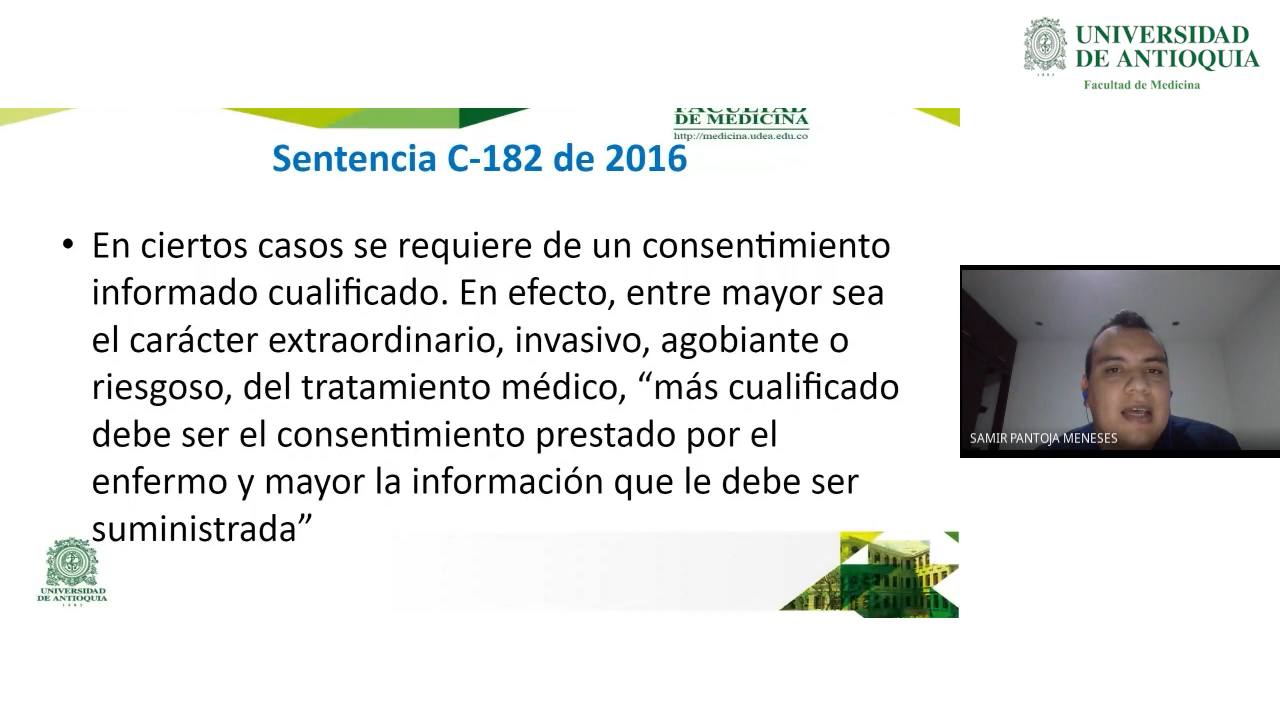 UNIVERSIDAD
DE ANTIOQUIA
1803
Facultad de Medicina
FACULTAD
DE MEDICINA
http://medicina.udea.edu.co
Sentencia C-182 de 2016
• En ciertos casos se requiere de un consentimiento
informado cualificado. En efecto, entre mayor sea
el carácter extraordinario, invasivo, agobiante o
riesgoso, del tratamiento médico, “más cualificado
debe ser el consentimiento prestado por el
enfermo y mayor la información que le debe ser
suministrada”
SAMIR PANTOJA MENESES
UNIVERSIDAD
DE ANTIOQUIA
1803